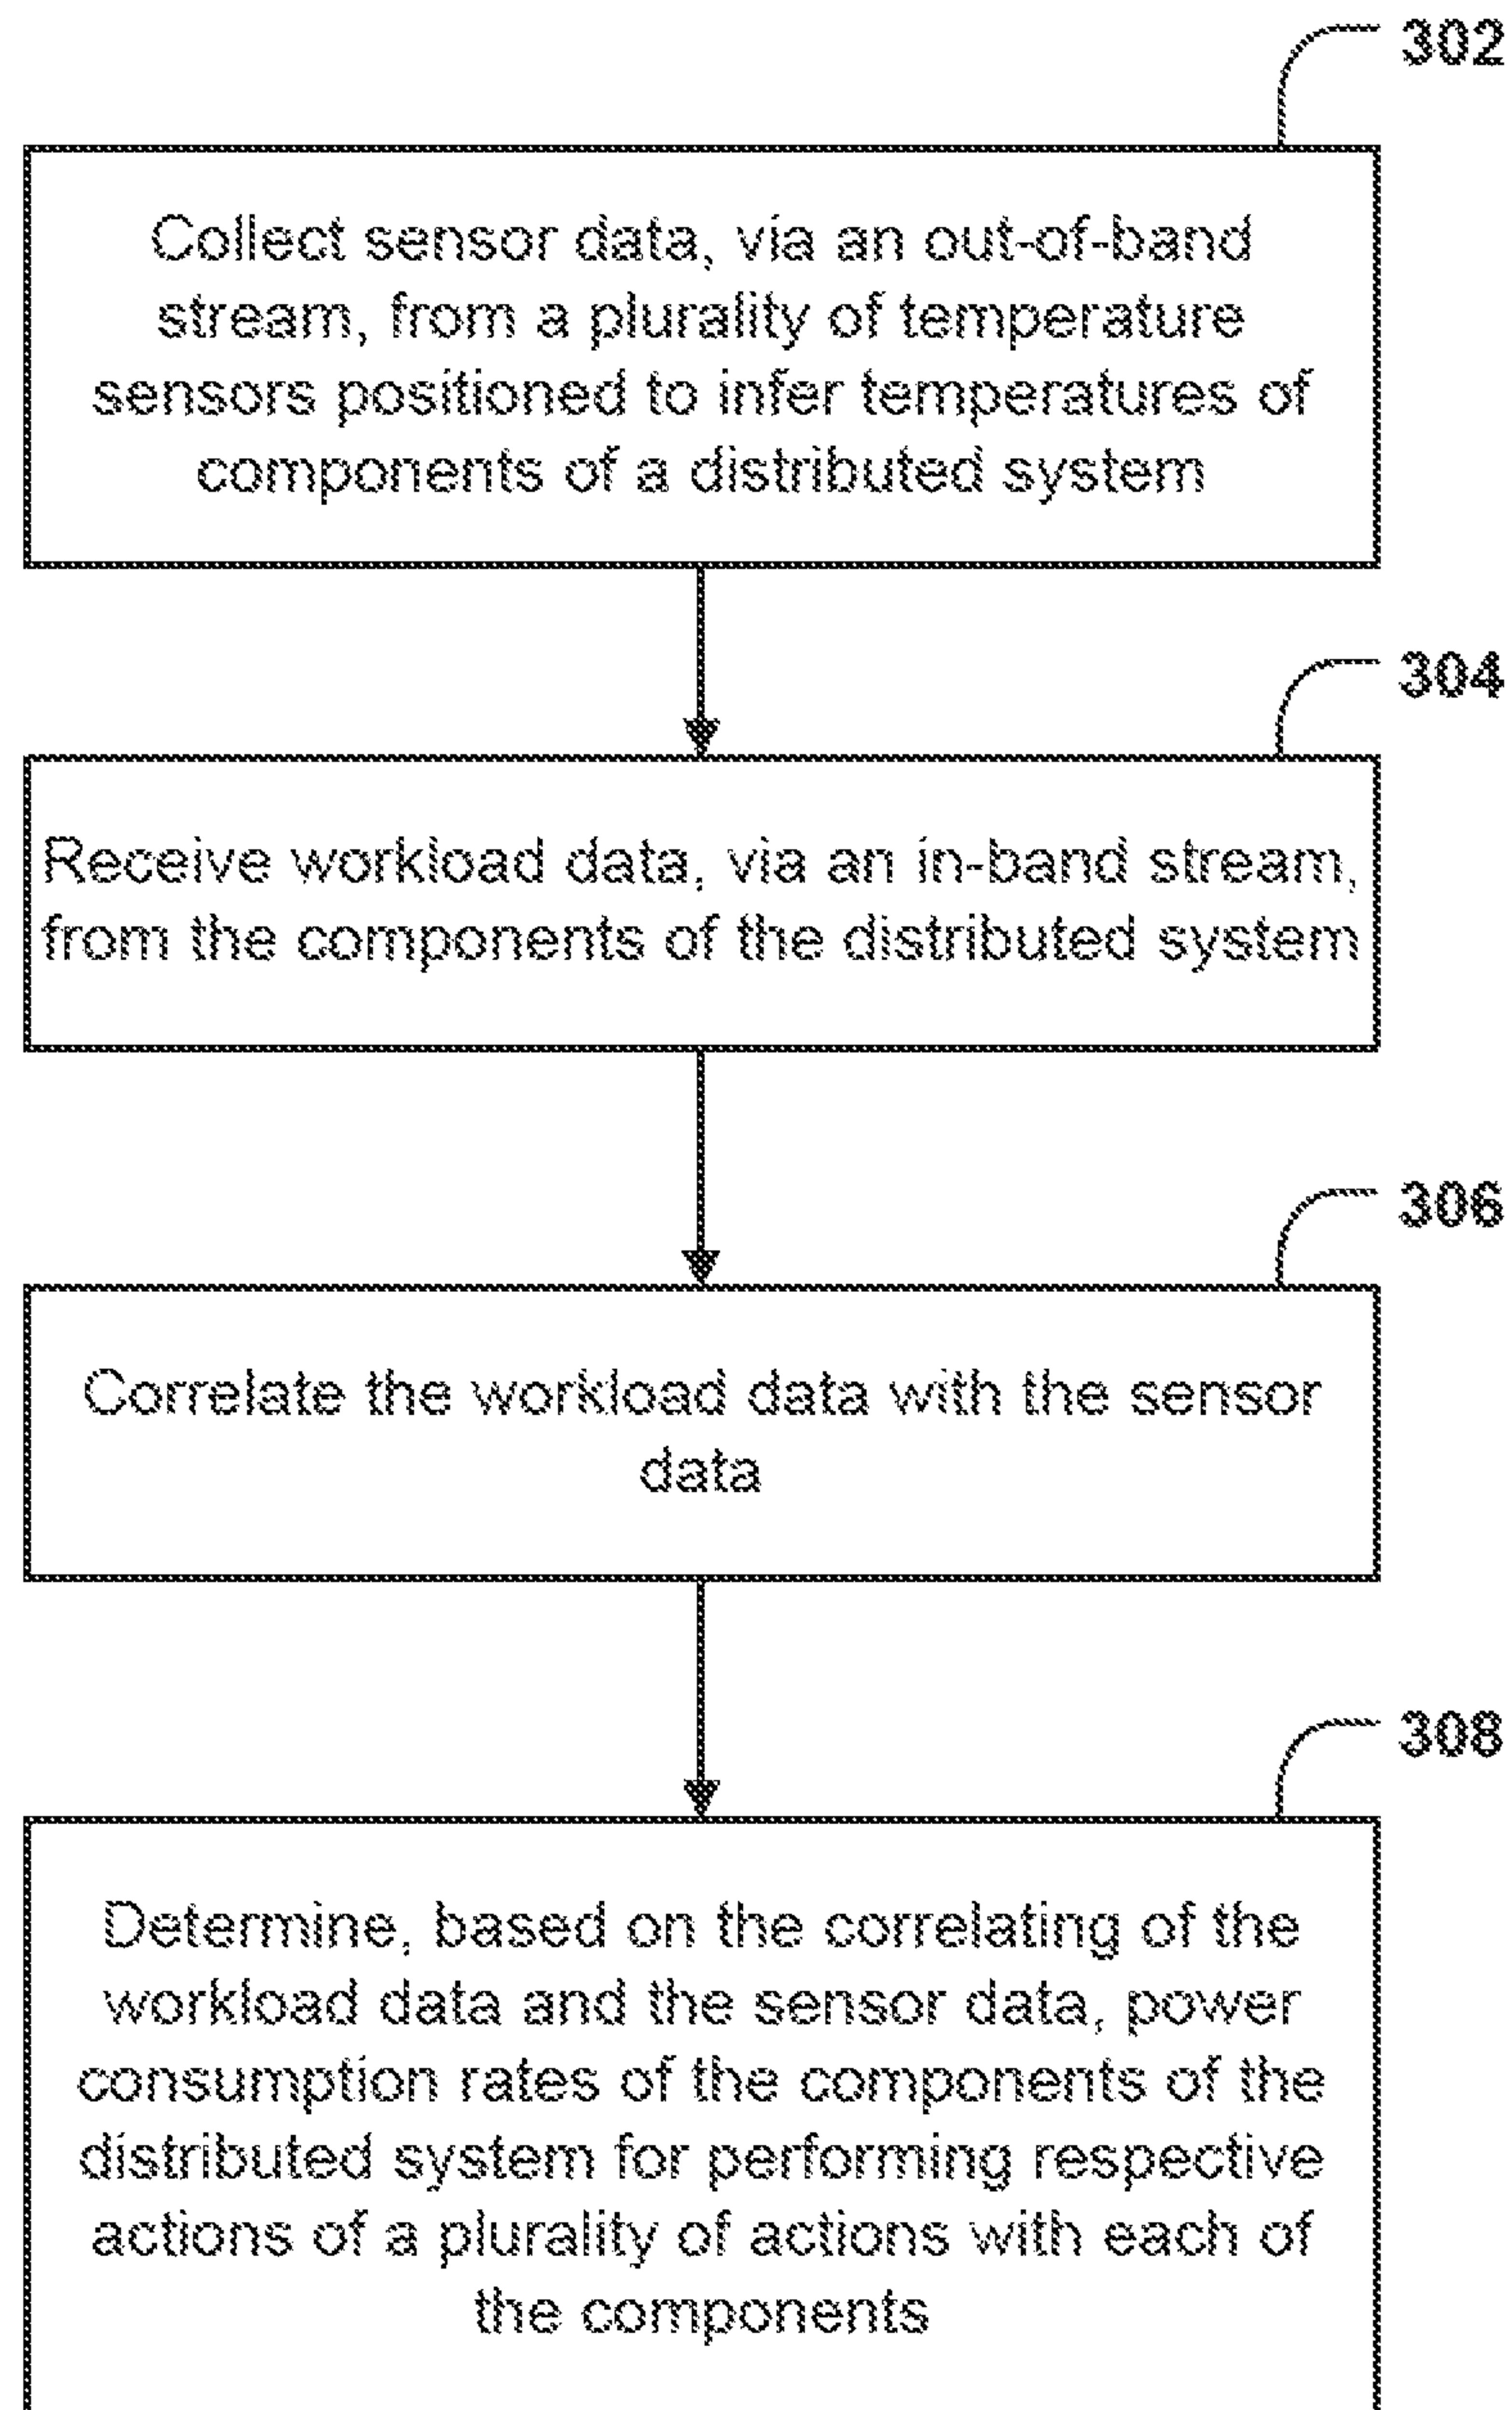 302
Collect sensor data, via an out-of-band
stream, from a plurality of temperature
sensors positioned to infer temperatures of
components of a distributed system
304
Receive workload data, via an in-band stream,
from the components of the distributed system
306
Correlate the workload data with the sensor
data
308
Determine, based on the correlating of the
workload data and the sensor data, power
consumption rates of the components of the
distributed system for performing respective
actions of a plurality of actions with each of
the components